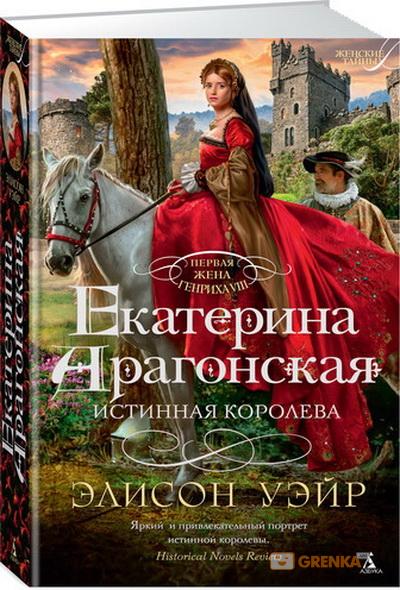 ЖЕНСКИЕ
ТАЙНЫ
ПЕРВАЯ
ЖЕНА
ГЕНРИХА VIII
ЕКАТЕРИНА
АРАГОНСКАЯ
ИСТИННАЯ КОРОЛЕВА
ЭЛИСОН УЭЙР
Яркий и привлекательный портрет
истинной королевы.
Historical Novels Review
GRENKA
АЗБУКА
Екатерина
Арагонская